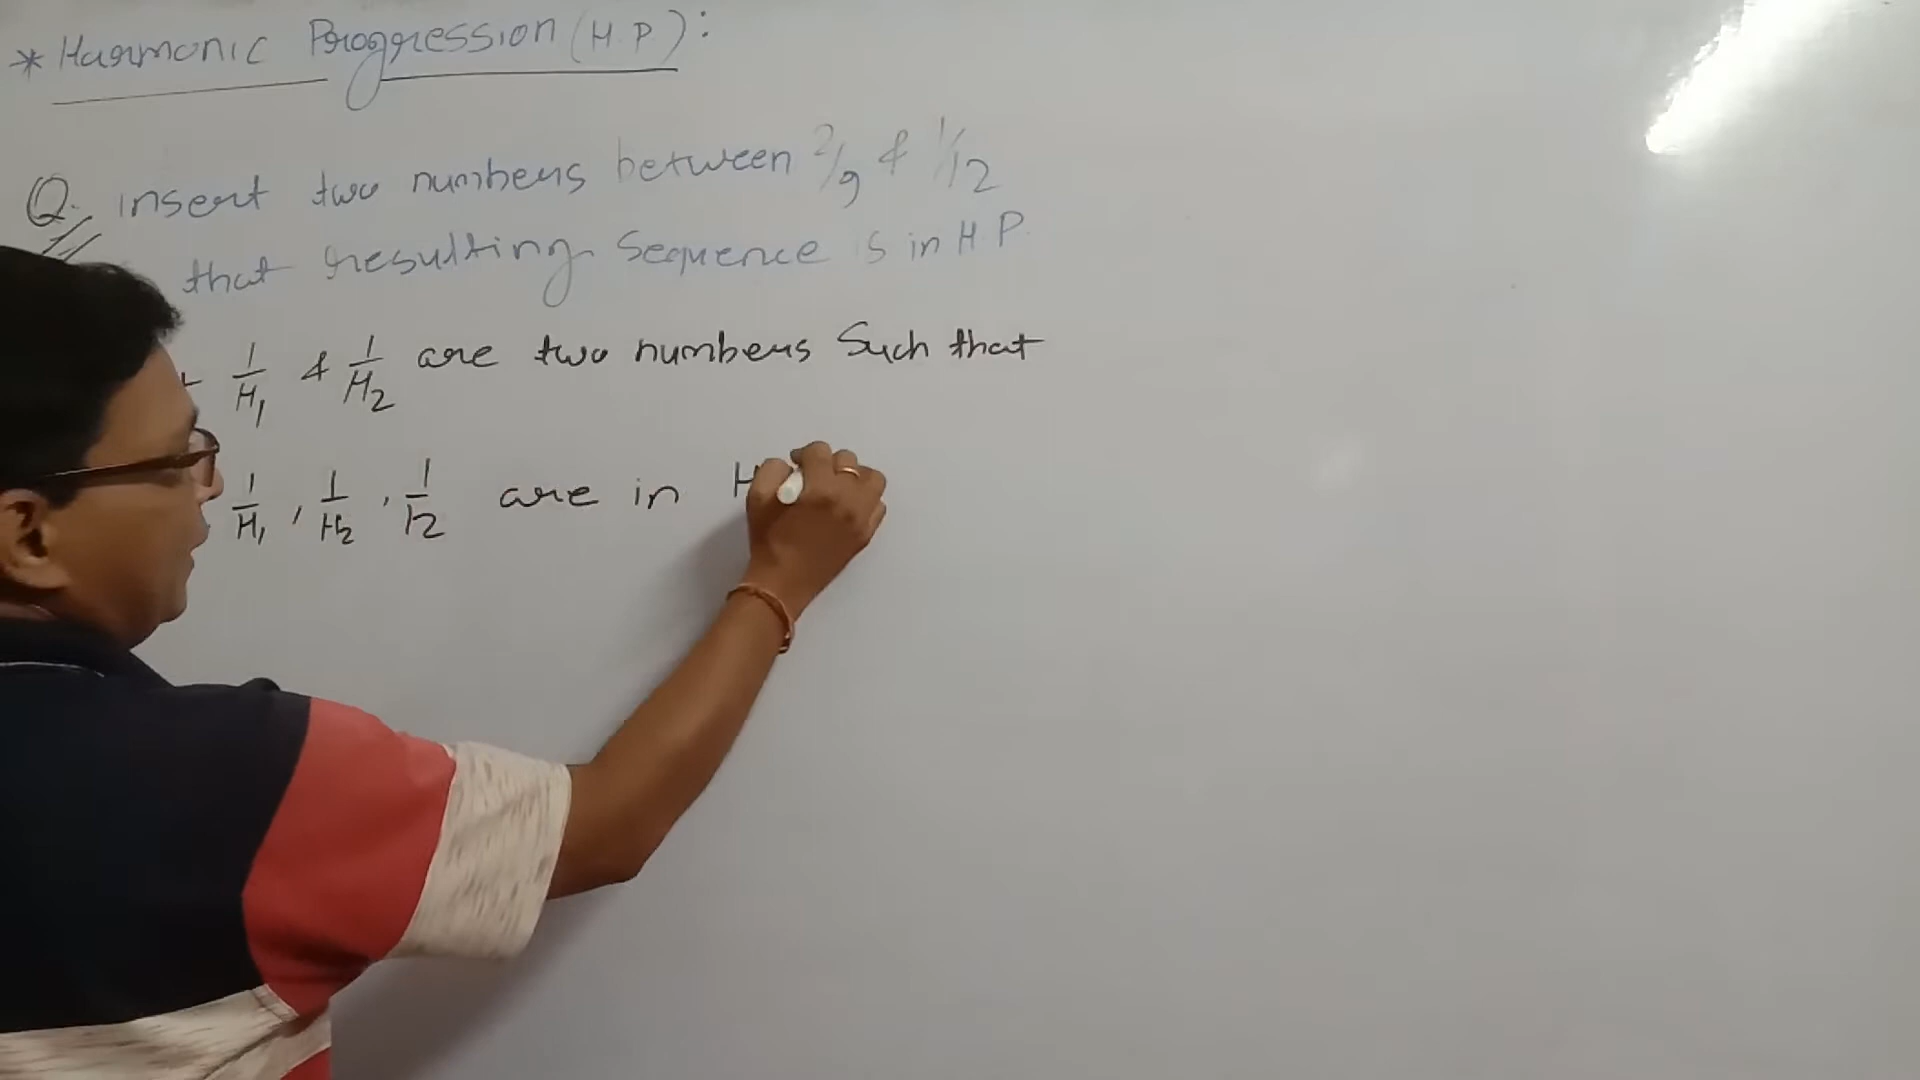 * Harmonic Progression (H.P):
Q. insert two numbers between 2/9 & 1/12
that resulting sequence is in H.P.
1/H₁ & 1/H₂ are two numbers Such that
1/H₁, 1/H₂, 1/12 are in H